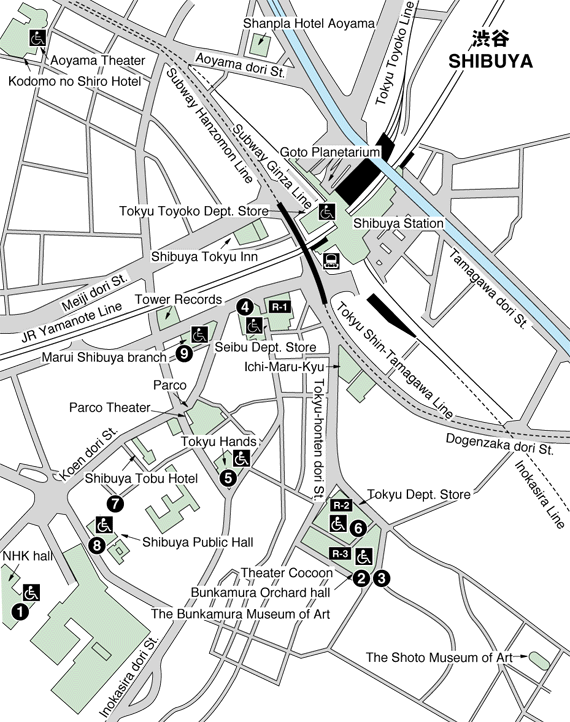 渋谷
SHIBUYA
Shanpla Hotel Aoyama
Aoyama Theater
Kodomo no Shiro Hotel
Aoyama dori St.
Tokyu Toyoko Line
Subway Hanzomon Line
Subway Ginza Line
Goto Planetarium
Tokyu Toyoko Dept. Store
Shibuya Station
Shibuya Tokyu Inn
Tamagawa dori St.
Meiji dori St.
JR Yamanote Line
Tower Records
4
R-1
Marui Shibuya branch
9
Seibu Dept. Store
Ichi-Maru-Kyu
Tokyu Shin-Tamagawa Line
Parco
Parco Theater
Tokyu-honten dori St.
Dogenzaka dori St.
Koen dori St.
Tokyu Hands
5
Inokasira Line
Shibuya Tobu Hotel
7
Tokyu Dept. Store
R-2
6
8
Shibuya Public Hall
R-3
NHK hall
Theater Cocoon
2
3
Bunkamura Orchard hall
1
The Bunkamura Museum of Art
Inokasira dori St.
The Shoto Museum of Art